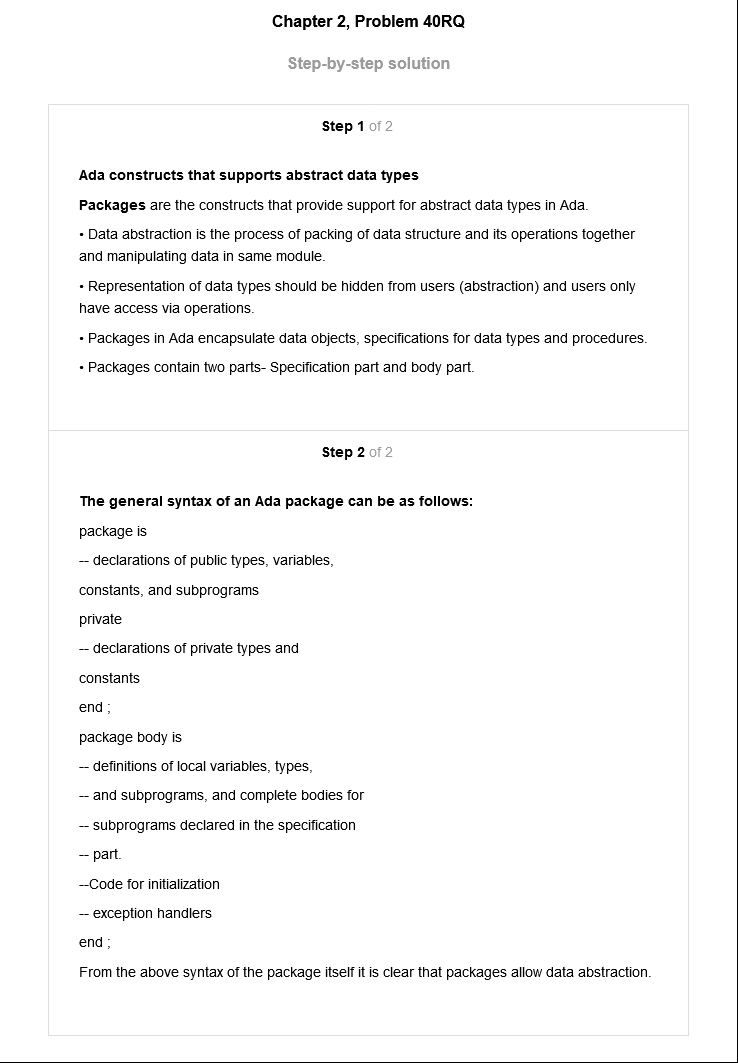 Chapter 2, Problem 40RQ
Step-by-step solution
Step 1 of 2
Ada constructs that supports abstract data types
Packages are the constructs that provide support for abstract data types in Ada.
• Data abstraction is the process of packing of data structure and its operations together
and manipulating data in same module.
• Representation of data types should be hidden from users (abstraction) and users only
have access via operations.
• Packages in Ada encapsulate data objects, specifications for data types and procedures.
• Packages contain two parts- Specification part and body part.
Step 2 of 2
The general syntax of an Ada package can be as follows:
package is
-- declarations of public types, variables,
constants, and subprograms
private
-- declarations of private types and
constants
end ;
package body is
-- definitions of local variables, types,
-- and subprograms, and complete bodies for
-- subprograms declared in the specification
-- part.
--Code for initialization
-- exception handlers
end ;
From the above syntax of the package itself it is clear that packages allow data abstraction.